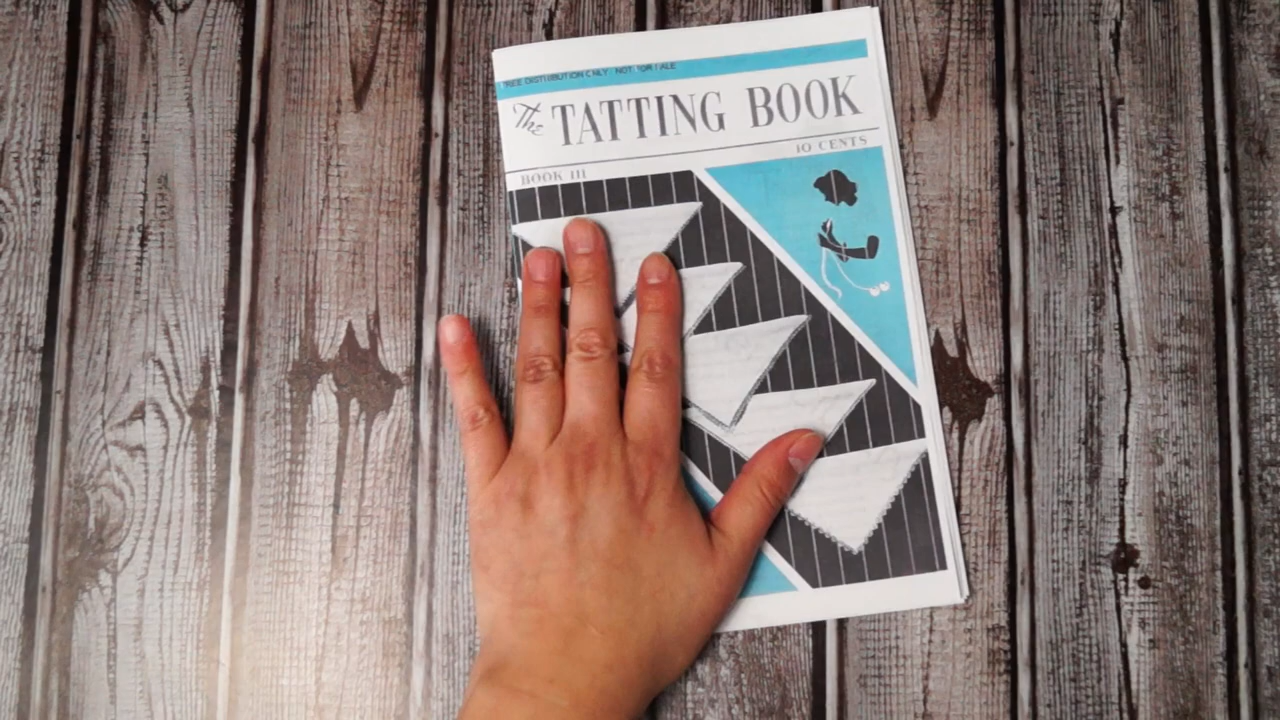 FREE DISTRIBUTION ONLY NOT FOR SALE
The TATTING BOOK
10 CENTS
BOOK III